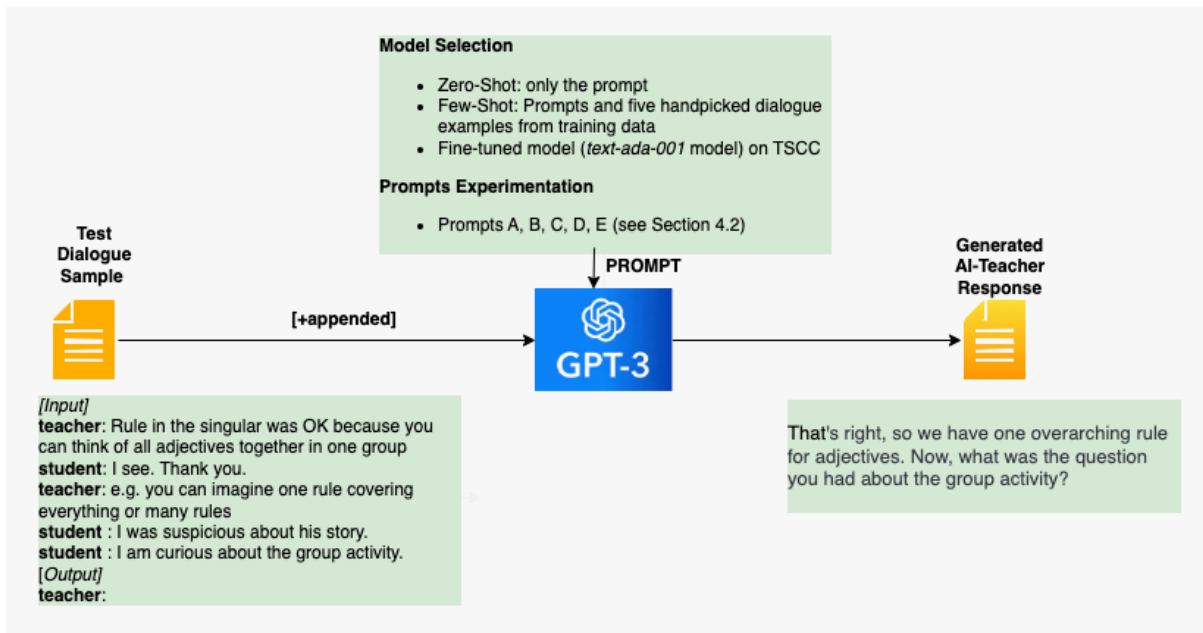 Model Selection
• Zero-Shot: only the prompt
• Few-Shot: Prompts and five handpicked dialogue
examples from training data
• Fine-tuned model (text-ada-001 model) on TSCC
Prompts Experimentation
• Prompts A, B, C, D, E (see Section 4.2)
Test
Dialogue
Sample
PROMPT
Generated
AI-Teacher
Response
[+appended]
GPT-3
[Input]
teacher: Rule in the singular was OK because you
can think of all adjectives together in one group
student: I see. Thank you.
teacher: e.g. you can imagine one rule covering
everything or many rules
student : I was suspicious about his story.
student : I am curious about the group activity.
[Output]
teacher:
That's right, so we have one overarching rule
for adjectives. Now, what was the question
you had about the group activity?